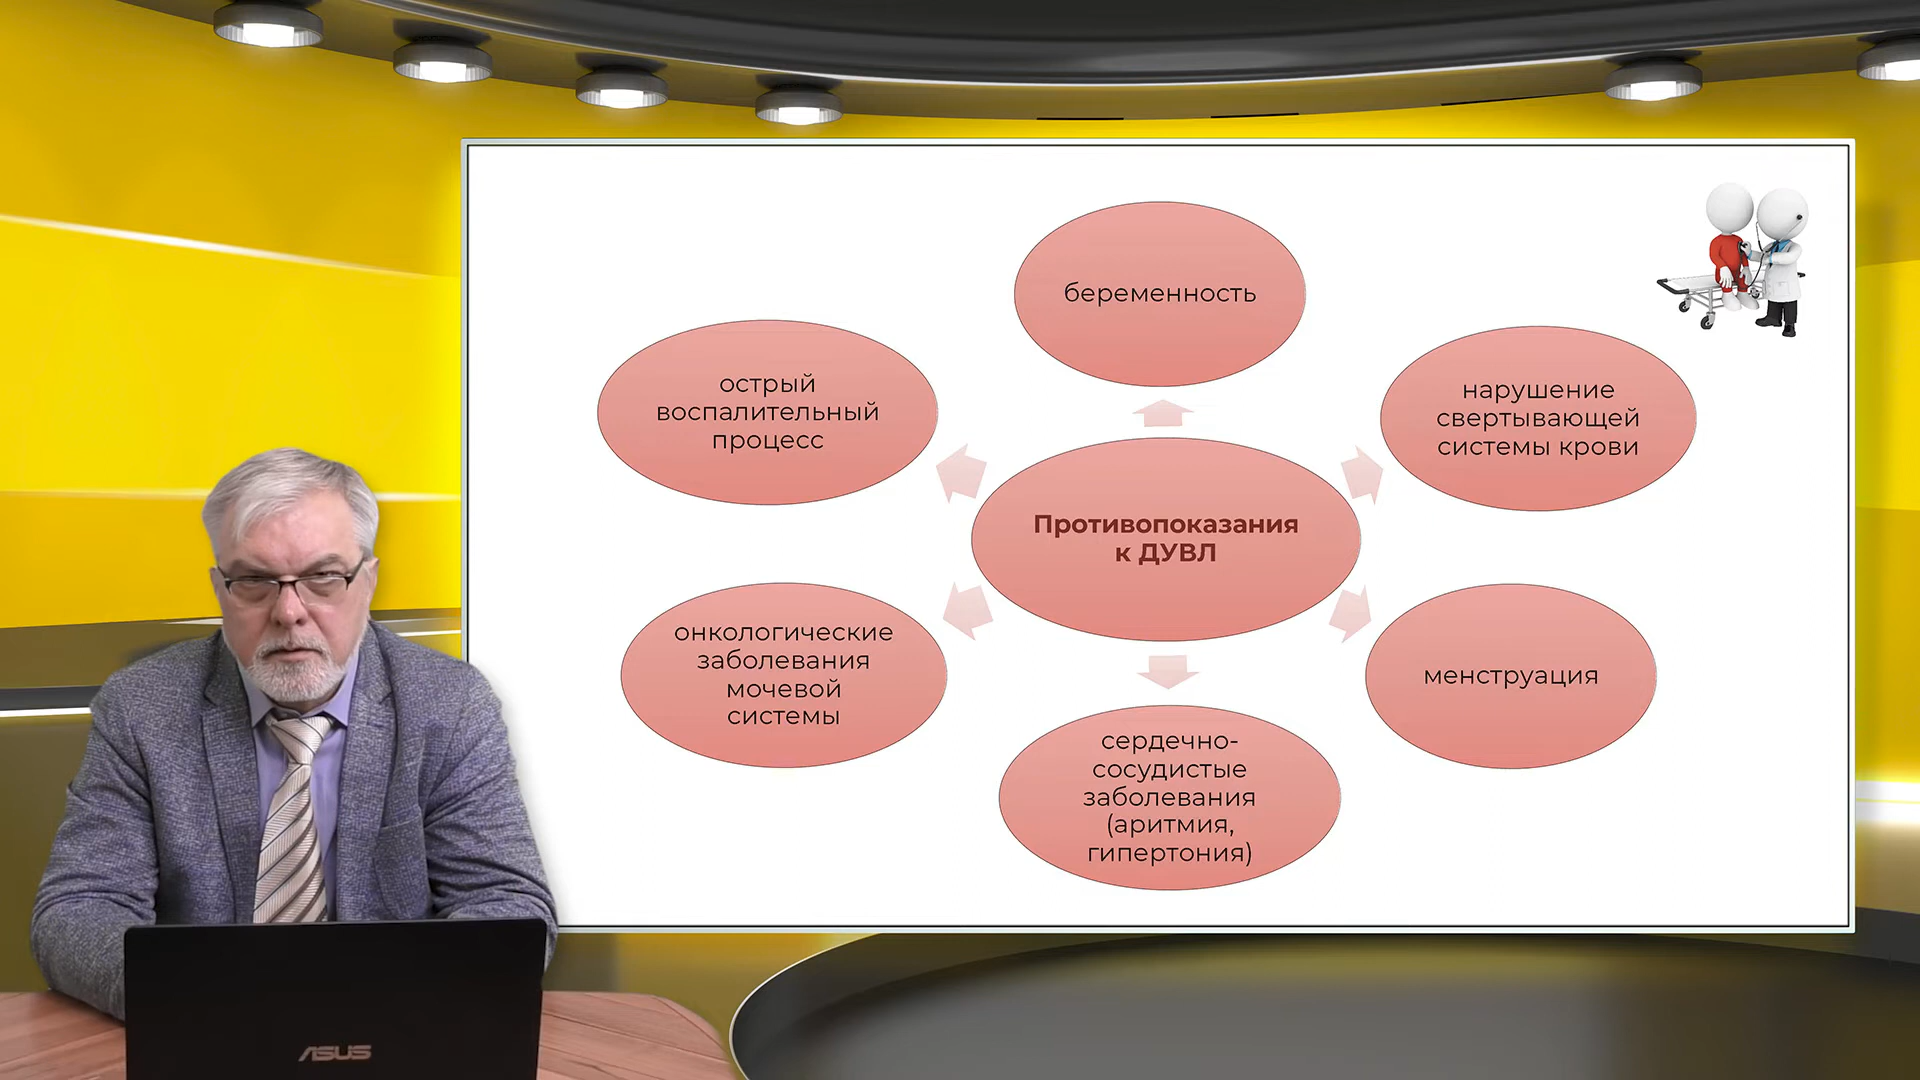 беременность
острый
воспалительный
процесс
нарушение
свертывающей
системы крови
Противопоказания
к ДУВЛ
онкологические
заболевания
мочевой
системы
менструация
сердечно-
сосудистые
заболевания
(аритмия,
гипертония)
ASUS